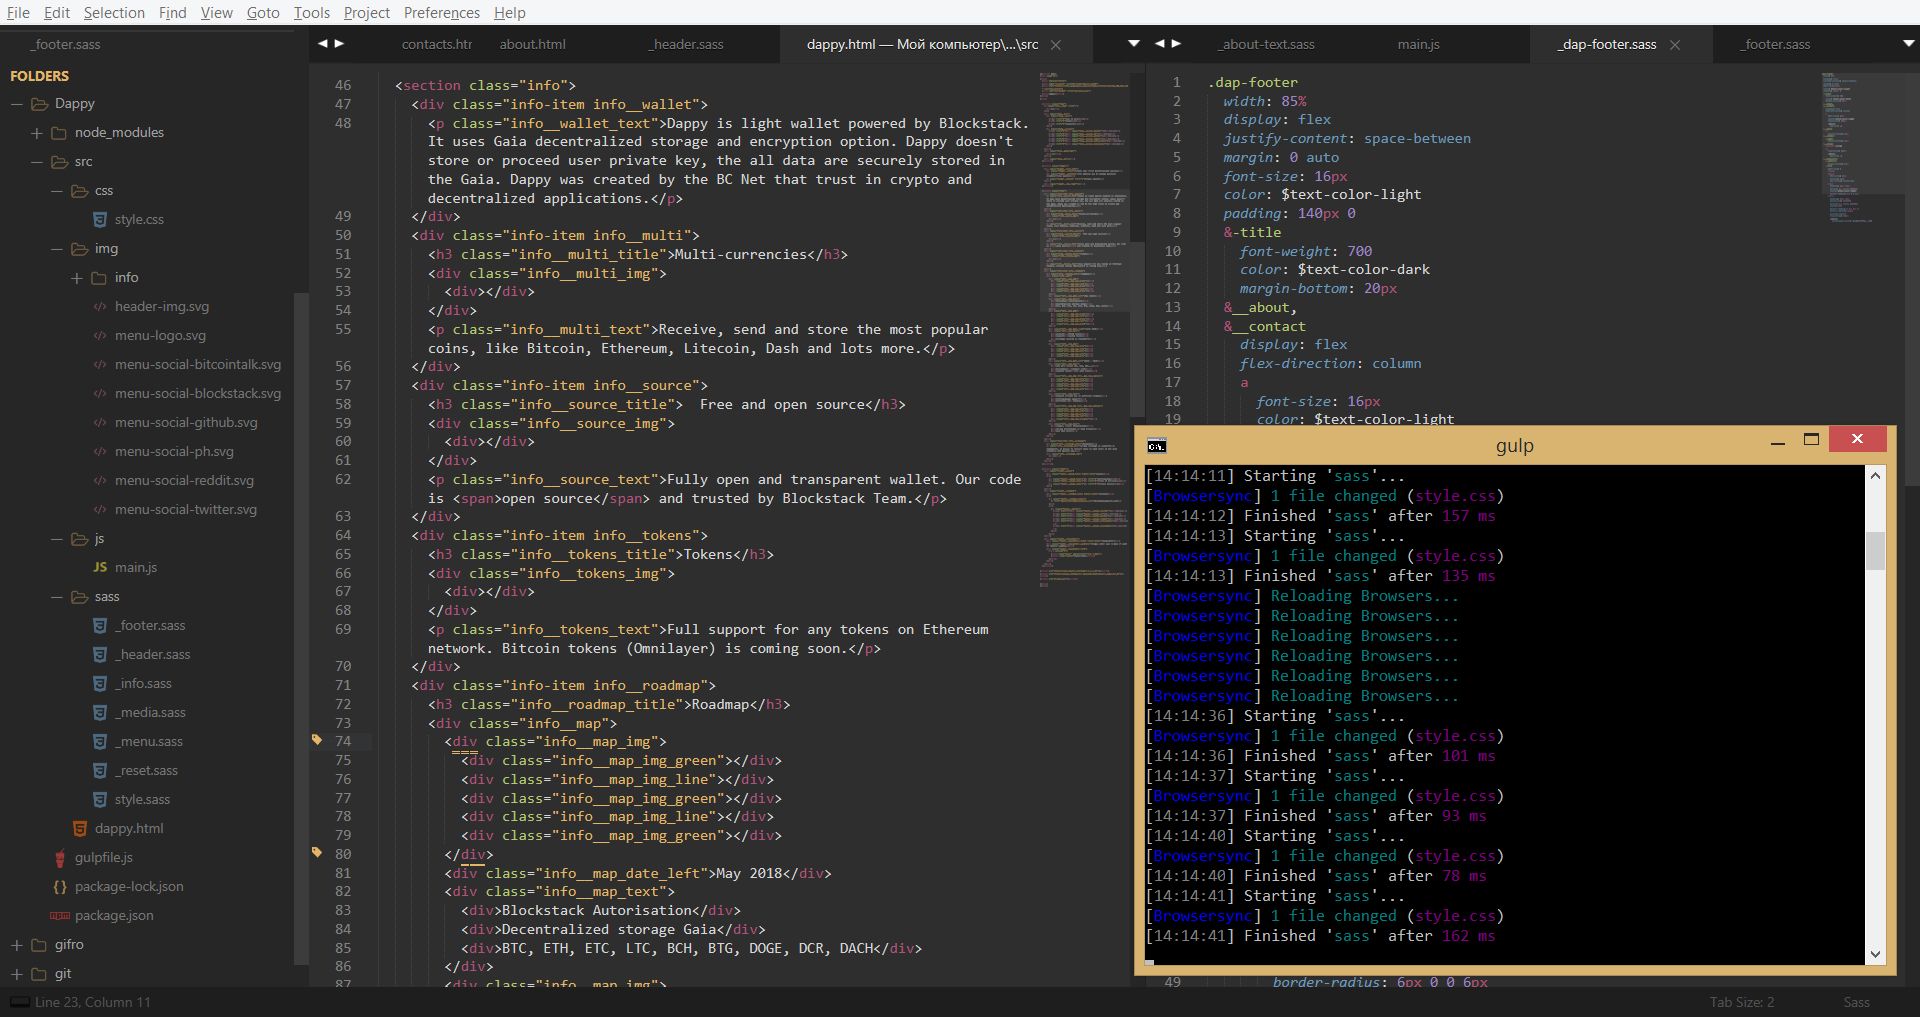 File Edit Selection Find View Goto Tools Project Preferences Help
_footer.sass
FOLDERS
Dappy
node_modules
src
css
style.css
img
info
header-img.svg
menu-logo.svg
menu-social-bitcointalk.svg
menu-social-blockstack.svg
menu-social-github.svg
menu-social-ph.svg
menu-social-reddit.svg
menu-social-twitter.svg
js
JS main.js
sass
_footer.sass
_header.sass
_info.sass
_media.sass
_menu.sass
_reset.sass
style.sass
dappy.html
gulpfile.js
package-lock.json
package.json
gifro
git
contacts.htr about.html _header.sass dappy.html — Мой компьютер\...\src
46 <section class="info">
47 <div class="info-item info__wallet">
48 <p class="info__wallet_text">Dappy is light wallet powered by Blockstack.
It uses Gaia decentralized storage and encryption option. Dappy doesn't
store or proceed user private key, the all data are securely stored in
the Gaia. Dappy was created by the BC Net that trust in crypto and
decentralized applications.</p>
49 </div>
50 <div class="info-item info__multi">
51 <h3 class="info__multi_title">Multi-currencies</h3>
52 <div class="info__multi_img">
53 <div></div>
54 </div>
55 <p class="info__multi_text">Receive, send and store the most popular
coins, like Bitcoin, Ethereum, Litecoin, Dash and lots more.</p>
56 </div>
57 <div class="info-item info__source">
58 <h3 class="info__source_title">  Free and open source</h3>
59 <div class="info__source_img">
60 <div></div>
61 </div>
62 <p class="info__source_text">Fully open and transparent wallet. Our code
is <span>open source</span> and trusted by Blockstack Team.</p>
63 </div>
64 <div class="info-item info__tokens">
65 <h3 class="info__tokens_title">Tokens</h3>
66 <div class="info__tokens_img">
67 <div></div>
68 </div>
69 <p class="info__tokens_text">Full support for any tokens on Ethereum
network. Bitcoin tokens (Omnilayer) is coming soon.</p>
70 </div>
71 <div class="info-item info__roadmap">
72 <h3 class="info__roadmap_title">Roadmap</h3>
73 <div class="info__map">
74 <div class="info__map_img">
75 <div class="info__map_img_green"></div>
76 <div class="info__map_img_line"></div>
77 <div class="info__map_img_green"></div>
78 <div class="info__map_img_line"></div>
79 <div class="info__map_img_green"></div>
80 </div>
81 <div class="info__map_date_left">May 2018</div>
82 <div class="info__map_text">
83 <div>Blockstack Autorisation</div>
84 <div>Decentralized storage Gaia</div>
85 <div>BTC, ETH, ETC, LTC, BCH, BTG, DOGE, DCR, DACH</div>
86 </div>
87 <div class="info__map_img">
_about-text.sass main.js _dap-footer.sass _footer.sass
1 .dap-footer
2 width: 85%
3 display: flex
4 justify-content: space-between
5 margin: 0 auto
6 font-size: 16px
7 color: $text-color-light
8 padding: 140px 0
9 &-title
10 font-weight: 700
11 color: $text-color-dark
12 margin-bottom: 20px
13 &__about,
14 &__contact
15 display: flex
16 flex-direction: column
17 a
18 font-size: 16px
19 color: $text-color-light
gulp
[14:14:11] Starting 'sass'...
[Browsersync] 1 file changed (style.css)
[14:14:12] Finished 'sass' after 157 ms
[14:14:13] Starting 'sass'...
[Browsersync] 1 file changed (style.css)
[14:14:13] Finished 'sass' after 135 ms
[Browsersync] Reloading Browsers...
[Browsersync] Reloading Browsers...
[Browsersync] Reloading Browsers...
[Browsersync] Reloading Browsers...
[Browsersync] Reloading Browsers...
[Browsersync] Reloading Browsers...
[14:14:36] Starting 'sass'...
[Browsersync] 1 file changed (style.css)
[14:14:36] Finished 'sass' after 101 ms
[14:14:37] Starting 'sass'...
[Browsersync] 1 file changed (style.css)
[14:14:37] Finished 'sass' after 93 ms
[14:14:40] Starting 'sass'...
[Browsersync] 1 file changed (style.css)
[14:14:40] Finished 'sass' after 78 ms
[14:14:41] Starting 'sass'...
[Browsersync] 1 file changed (style.css)
[14:14:41] Finished 'sass' after 162 ms
49 border-radius: 6px 0 0 6px
Line 23, Column 11 Tab Size: 2 Sass